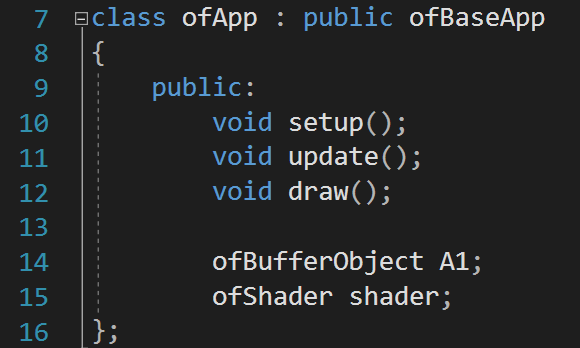 7 class ofApp : public ofBaseApp
8 {
9     public:
10         void setup();
11         void update();
12         void draw();
13
14         ofBufferObject A1;
15         ofShader shader;
16 };